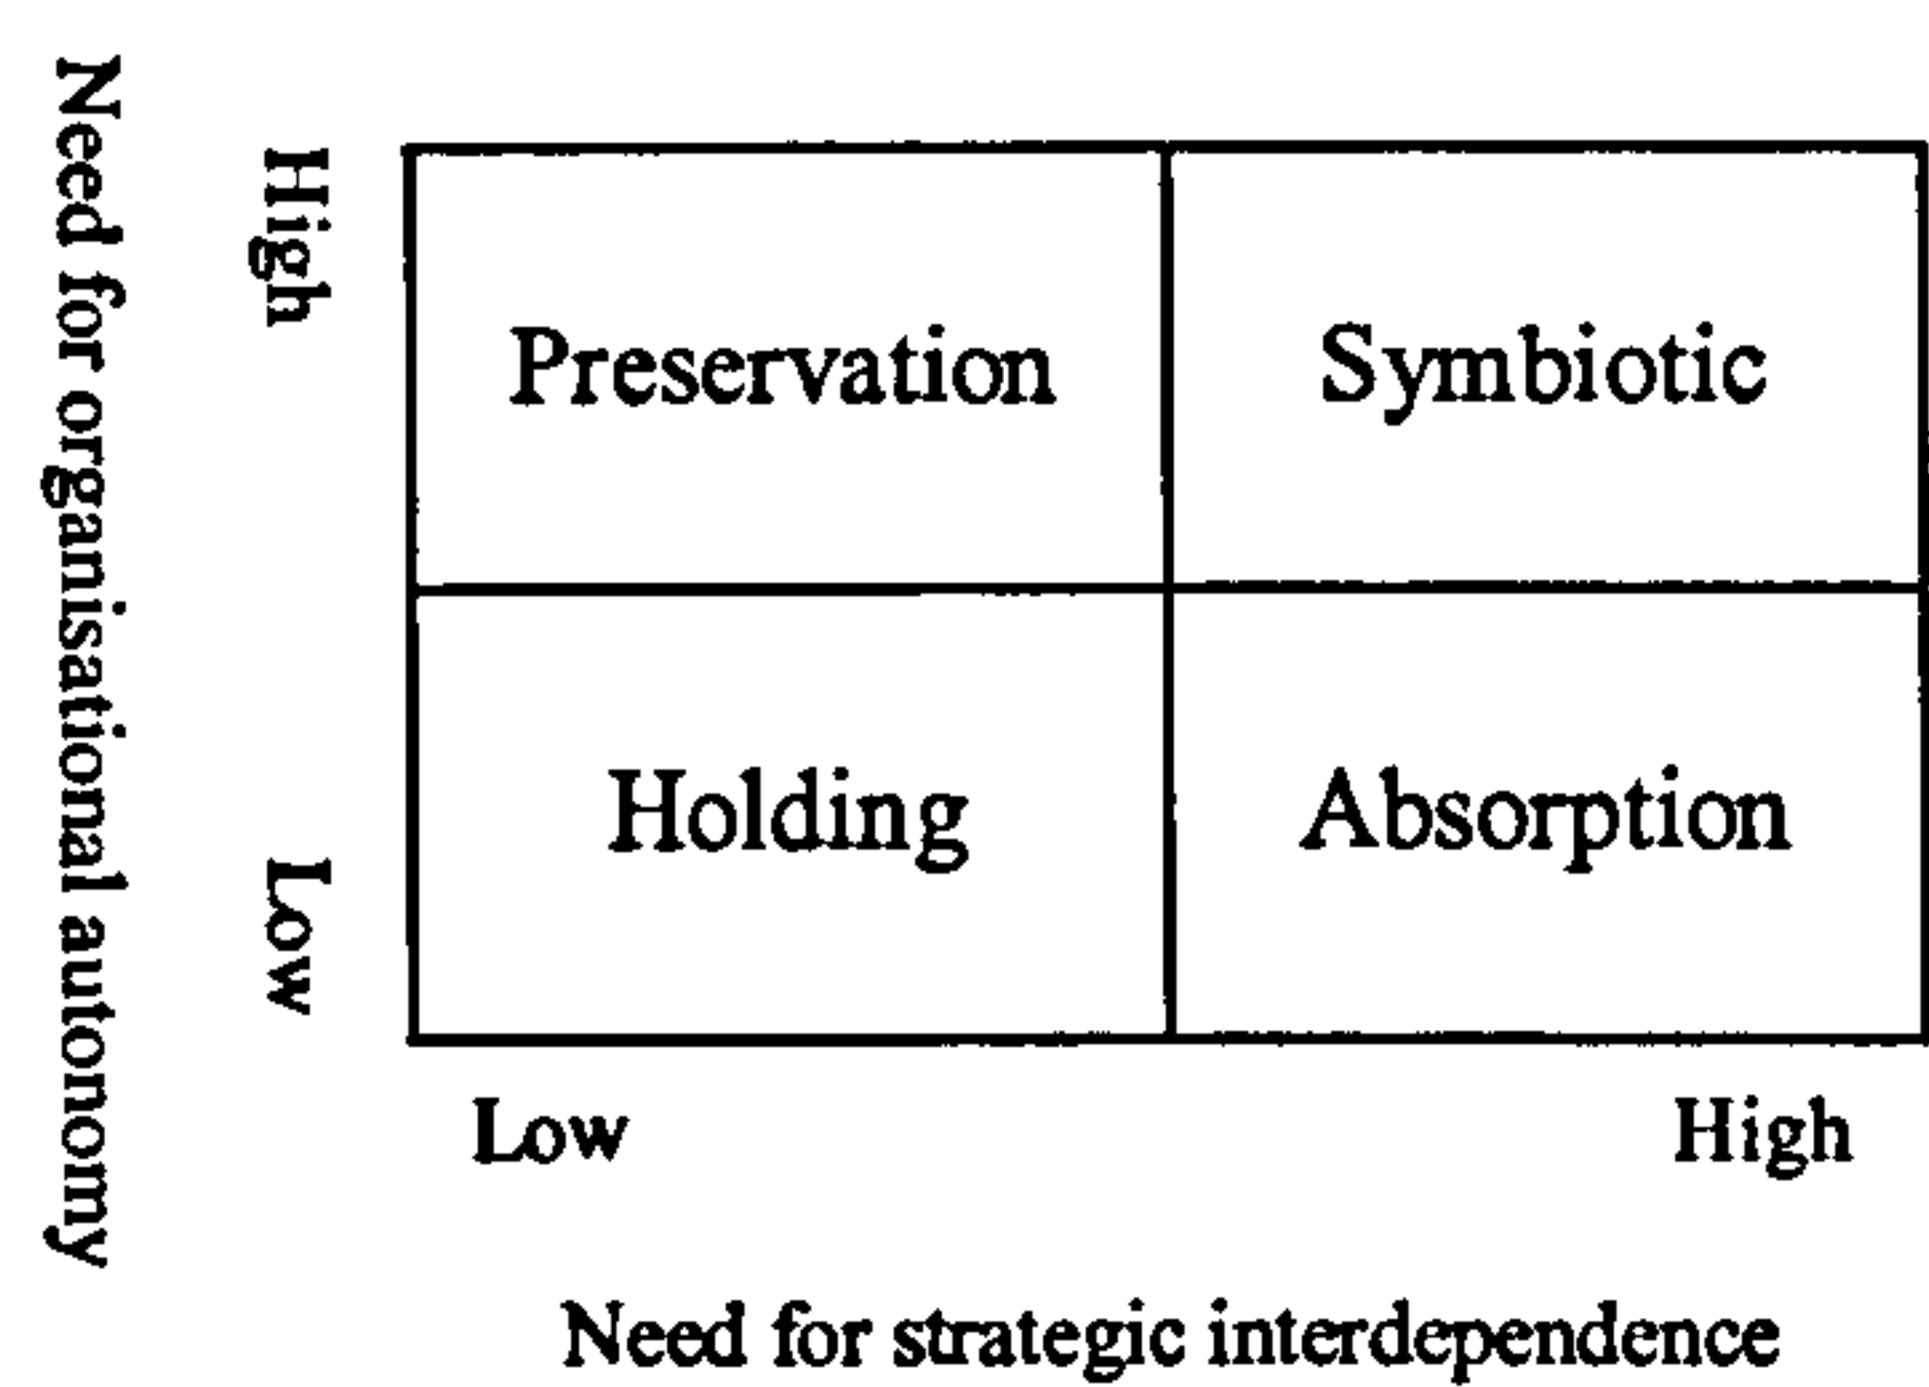 Need for organisational autonomy
High
Preservation
Symbiotic
Low
Holding
Absorption
Low
High
Need for strategic interdependence